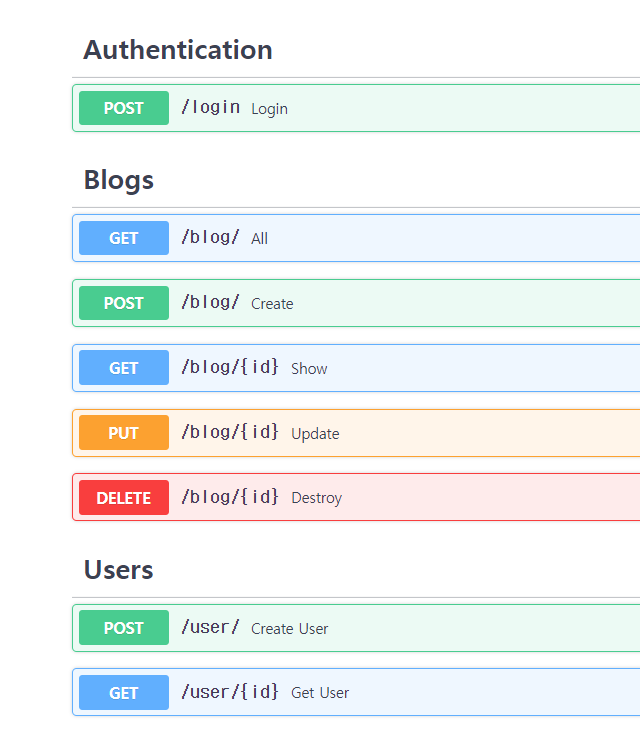 Authentication
POST /login Login
Blogs
GET /blog/ All
POST /blog/ Create
GET /blog/{id} Show
PUT /blog/{id} Update
DELETE /blog/{id} Destroy
Users
POST /user/ Create User
GET /user/{id} Get User